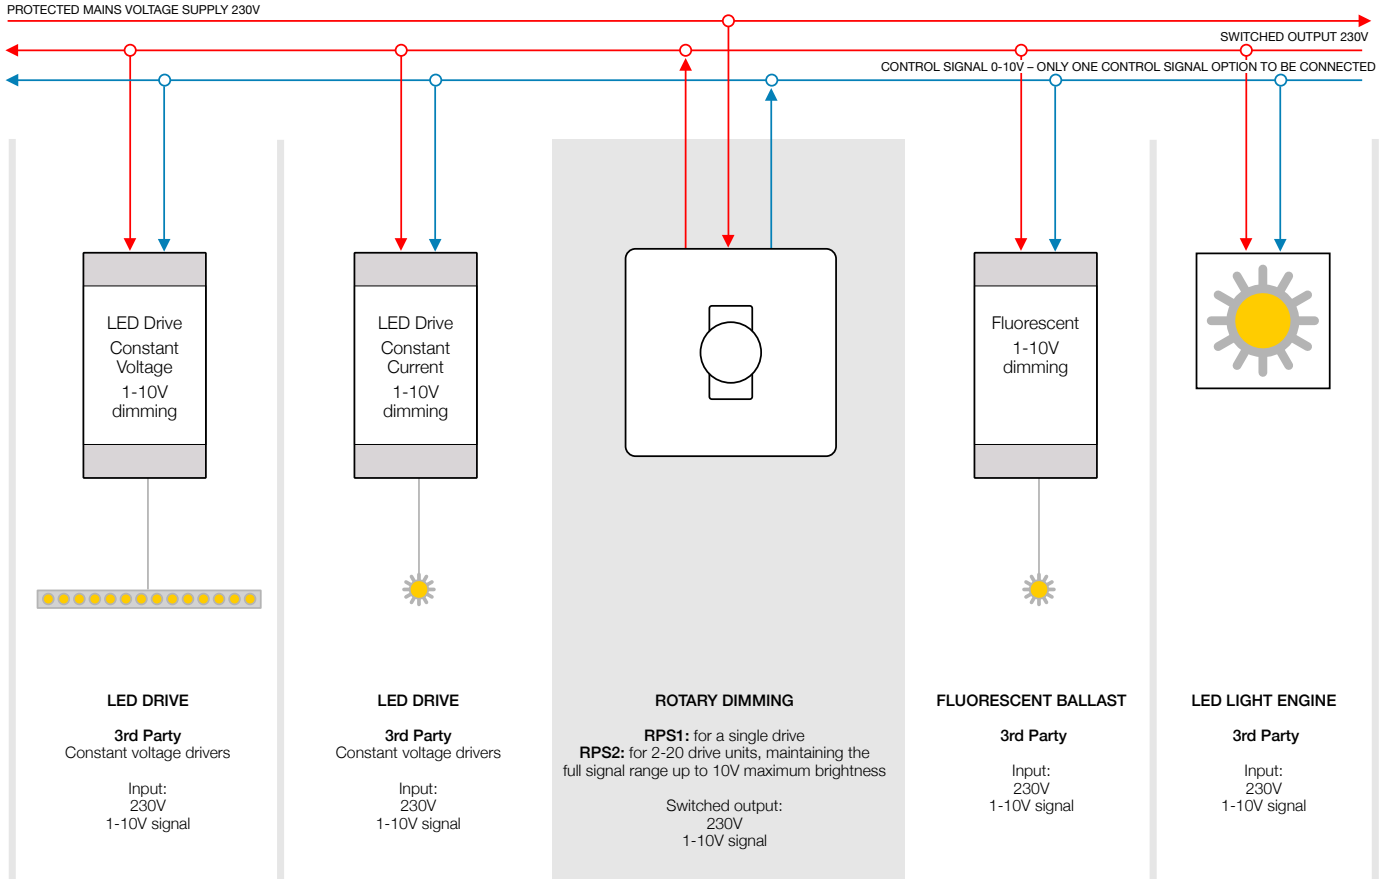 PROTECTED MAINS VOLTAGE SUPPLY 230V
SWITCHED OUTPUT 230V
CONTROL SIGNAL 0-10V – ONLY ONE CONTROL SIGNAL OPTION TO BE CONNECTED
LED Drive
Constant
Voltage
1-10V
dimming
LED Drive
Constant
Current
1-10V
dimming
Fluorescent
1-10V
dimming
LED DRIVE
3rd Party
Constant voltage drivers
Input:
230V
1-10V signal
LED DRIVE
3rd Party
Constant voltage drivers
Input:
230V
1-10V signal
ROTARY DIMMING
RPS1: for a single drive
RPS2: for 2-20 drive units, maintaining the
full signal range up to 10V maximum brightness
Switched output:
230V
1-10V signal
FLUORESCENT BALLAST
3rd Party
Input:
230V
1-10V signal
LED LIGHT ENGINE
3rd Party
Input:
230V
1-10V signal